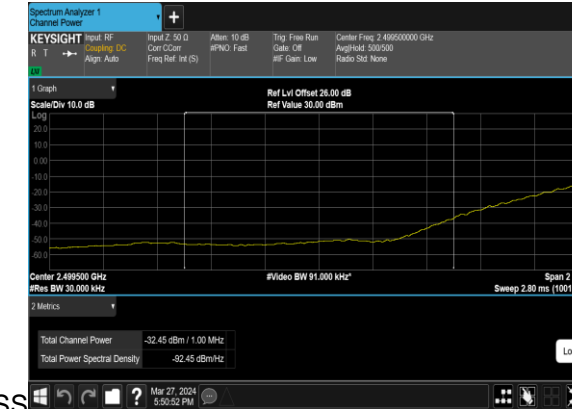 Spectrum Analyzer 1
Channel Power
+
KEYSIGHT
R T
Input: RF
Coupling: DC
Align: Auto
Input Z: 50 Ω
Corr CCorr
Freq Ref: Int (S)
Atten: 10 dB
#PNO: Fast
Trig: Free Run
Gate: Off
#IF Gain: Low
Center Freq: 2.499500000 GHz
Avg|Hold: 500/500
Radio Std: None
1 Graph
Scale/Div 10.0 dB
Ref Lvl Offset 26.00 dB
Ref Value 30.00 dBm
Log
20.0
10.0
0.00
-10.0
-20.0
-30.0
-40.0
-50.0
-60.0
Center 2.499500 GHz
#Res BW 30.000 kHz
#Video BW 91.000 kHz*
Span 2
Sweep 2.80 ms (1001
2 Metrics
Total Channel Power -32.45 dBm / 1.00 MHz
Total Power Spectral Density -92.45 dBm/Hz
Lo
ss
?
Mar 27, 2024
5:50:52 PM